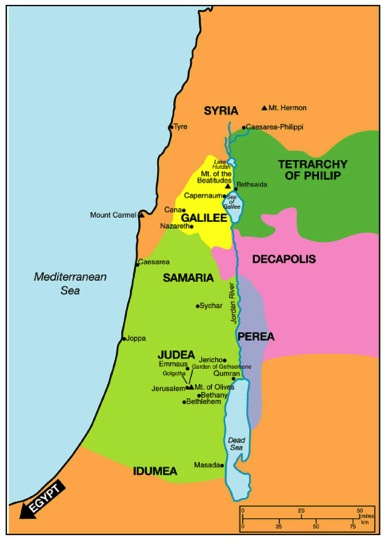 SYRIA
Mt. Hermon
Tyre
Caesarea-Philippi
Lake
Huldah
Mt. of the
Beatitudes
TETRARCHY
OF PHILIP
Bethsaida
Capernaum
Sea
of
Galilee
Cana
Mount Carmel
GALILEE
Nazareth
DECAPOLIS
Caesarea
Mediterranean
Sea
SAMARIA
Jordan River
Sychar
Joppa
PEREA
JUDEA
Jericho
Emmaus
Garden of Gethsemane
Golgotha
Qumran
Jerusalem
Mt. of Olives
Bethany
Bethlehem
Dead
Sea
IDUMEA
Masada
EGYPT
0 25 50
miles
km
0 25 50 75